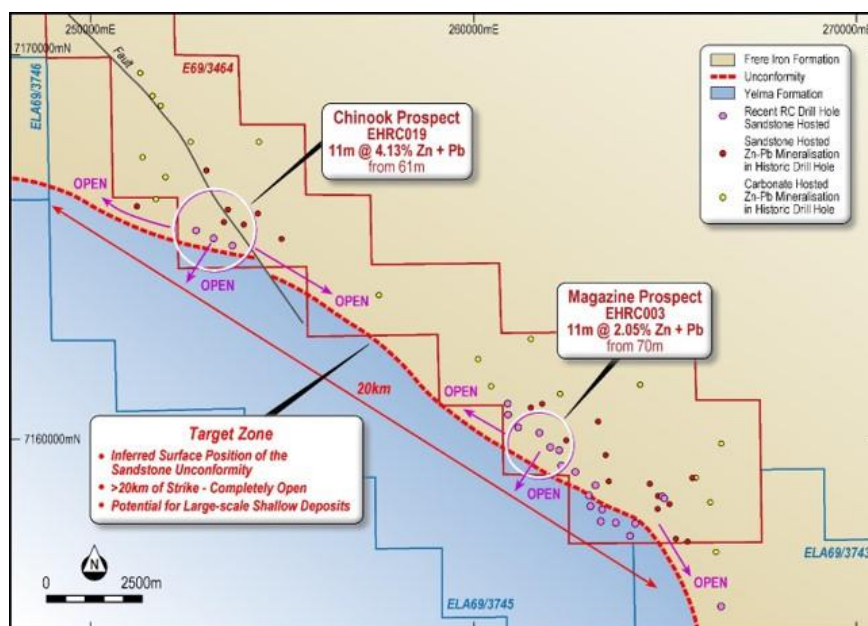 250000mE
260000mE
270000mE
7170000mN
ELA69/3746
Fault
E69/3464
Frere Iron Formation
Unconformity
Yelma Formation
Recent RC Drill Hole
Sandstone Hosted
Sandstone Hosted
Zn-Pb Mineralisation
in Historic Drill Hole
Carbonate Hosted
Zn-Pb Mineralisation
in Historic Drill Hole
Chinook Prospect
EHRC019
11m @ 4.13% Zn + Pb
from 61m
OPEN
OPEN
OPEN
Magazine Prospect
EHRC003
11m @ 2.05% Zn + Pb
from 70m
20km
OPEN
7160000mN
Target Zone
• Inferred Surface Position of the
Sandstone Unconformity
• >20km of Strike - Completely Open
• Potential for Large-scale Shallow Deposits
OPEN
N
0 2500m
OPEN
ELA69/3743
ELA69/3745